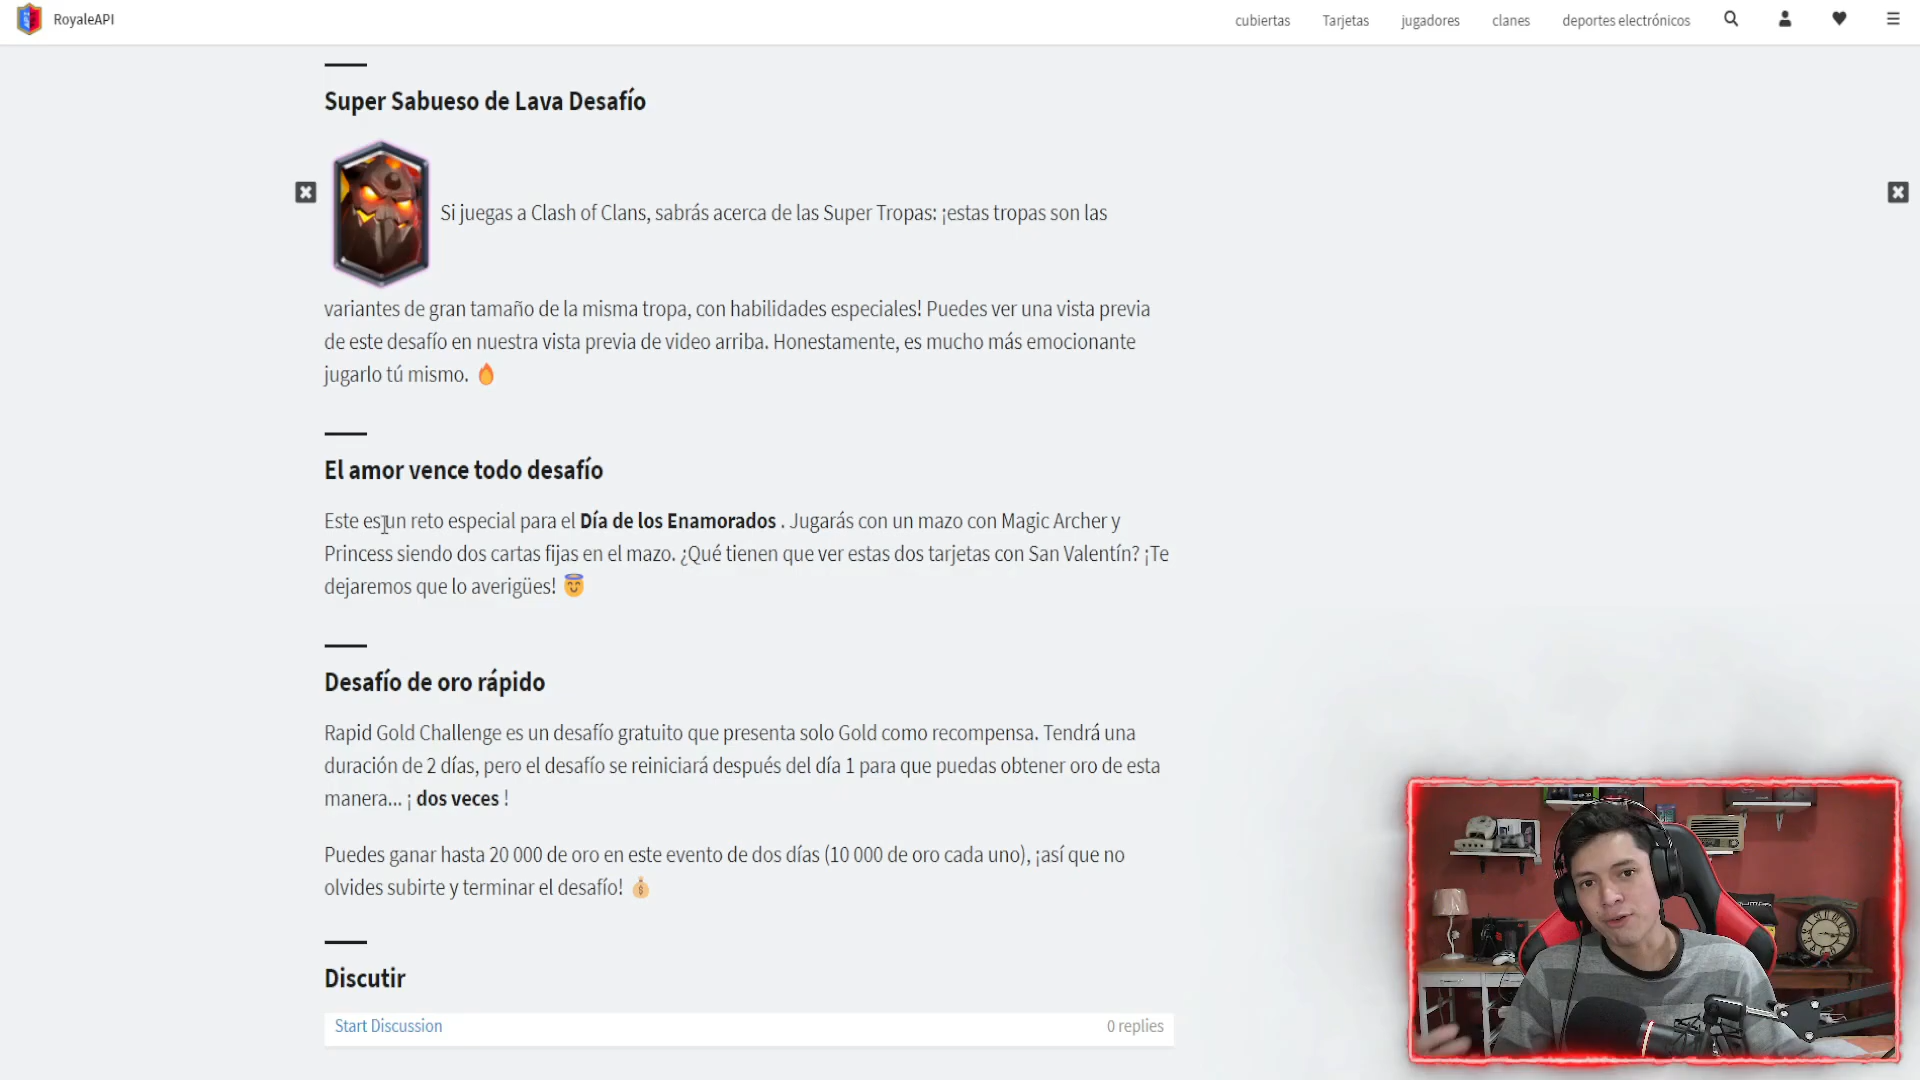 RoyaleAPI
cubiertas Tarjetas jugadores clanes deportes electrónicos
Super Sabueso de Lava Desafío
Si juegas a Clash of Clans, sabrás acerca de las Super Tropas: ¡estas tropas son las
variantes de gran tamaño de la misma tropa, con habilidades especiales! Puedes ver una vista previa
de este desafío en nuestra vista previa de video arriba. Honestamente, es mucho más emocionante
jugarlo tú mismo. 🔥
El amor vence todo desafío
Este es un reto especial para el Día de los Enamorados . Jugarás con un mazo con Magic Archer y
Princess siendo dos cartas fijas en el mazo. ¿Qué tienen que ver estas dos tarjetas con San Valentín? ¡Te
dejaremos que lo averigües! 😇
Desafío de oro rápido
Rapid Gold Challenge es un desafío gratuito que presenta solo Gold como recompensa. Tendrá una
duración de 2 días, pero el desafío se reiniciará después del día 1 para que puedas obtener oro de esta
manera... ¡ dos veces !
Puedes ganar hasta 20 000 de oro en este evento de dos días (10 000 de oro cada uno), ¡así que no
olvides subirte y terminar el desafío! 💰
Discutir
Start Discussion 0 replies